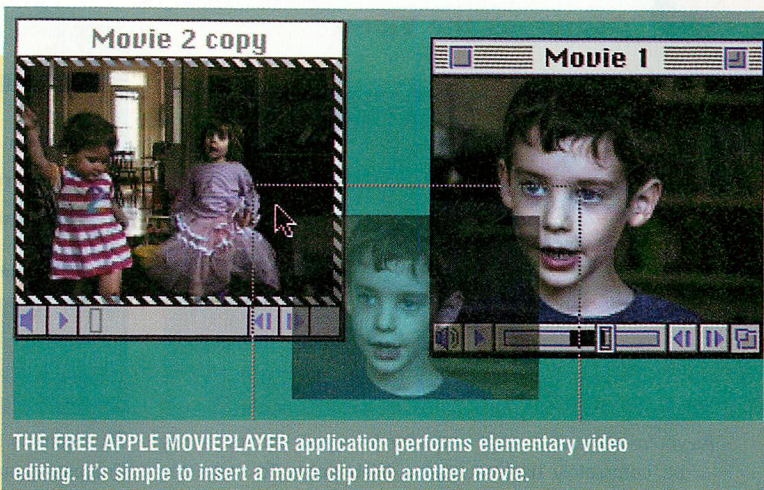 Movie 2 copy
Movie 1
THE FREE APPLE MOVIEPLAYER application performs elementary video
editing. It's simple to insert a movie clip into another movie.